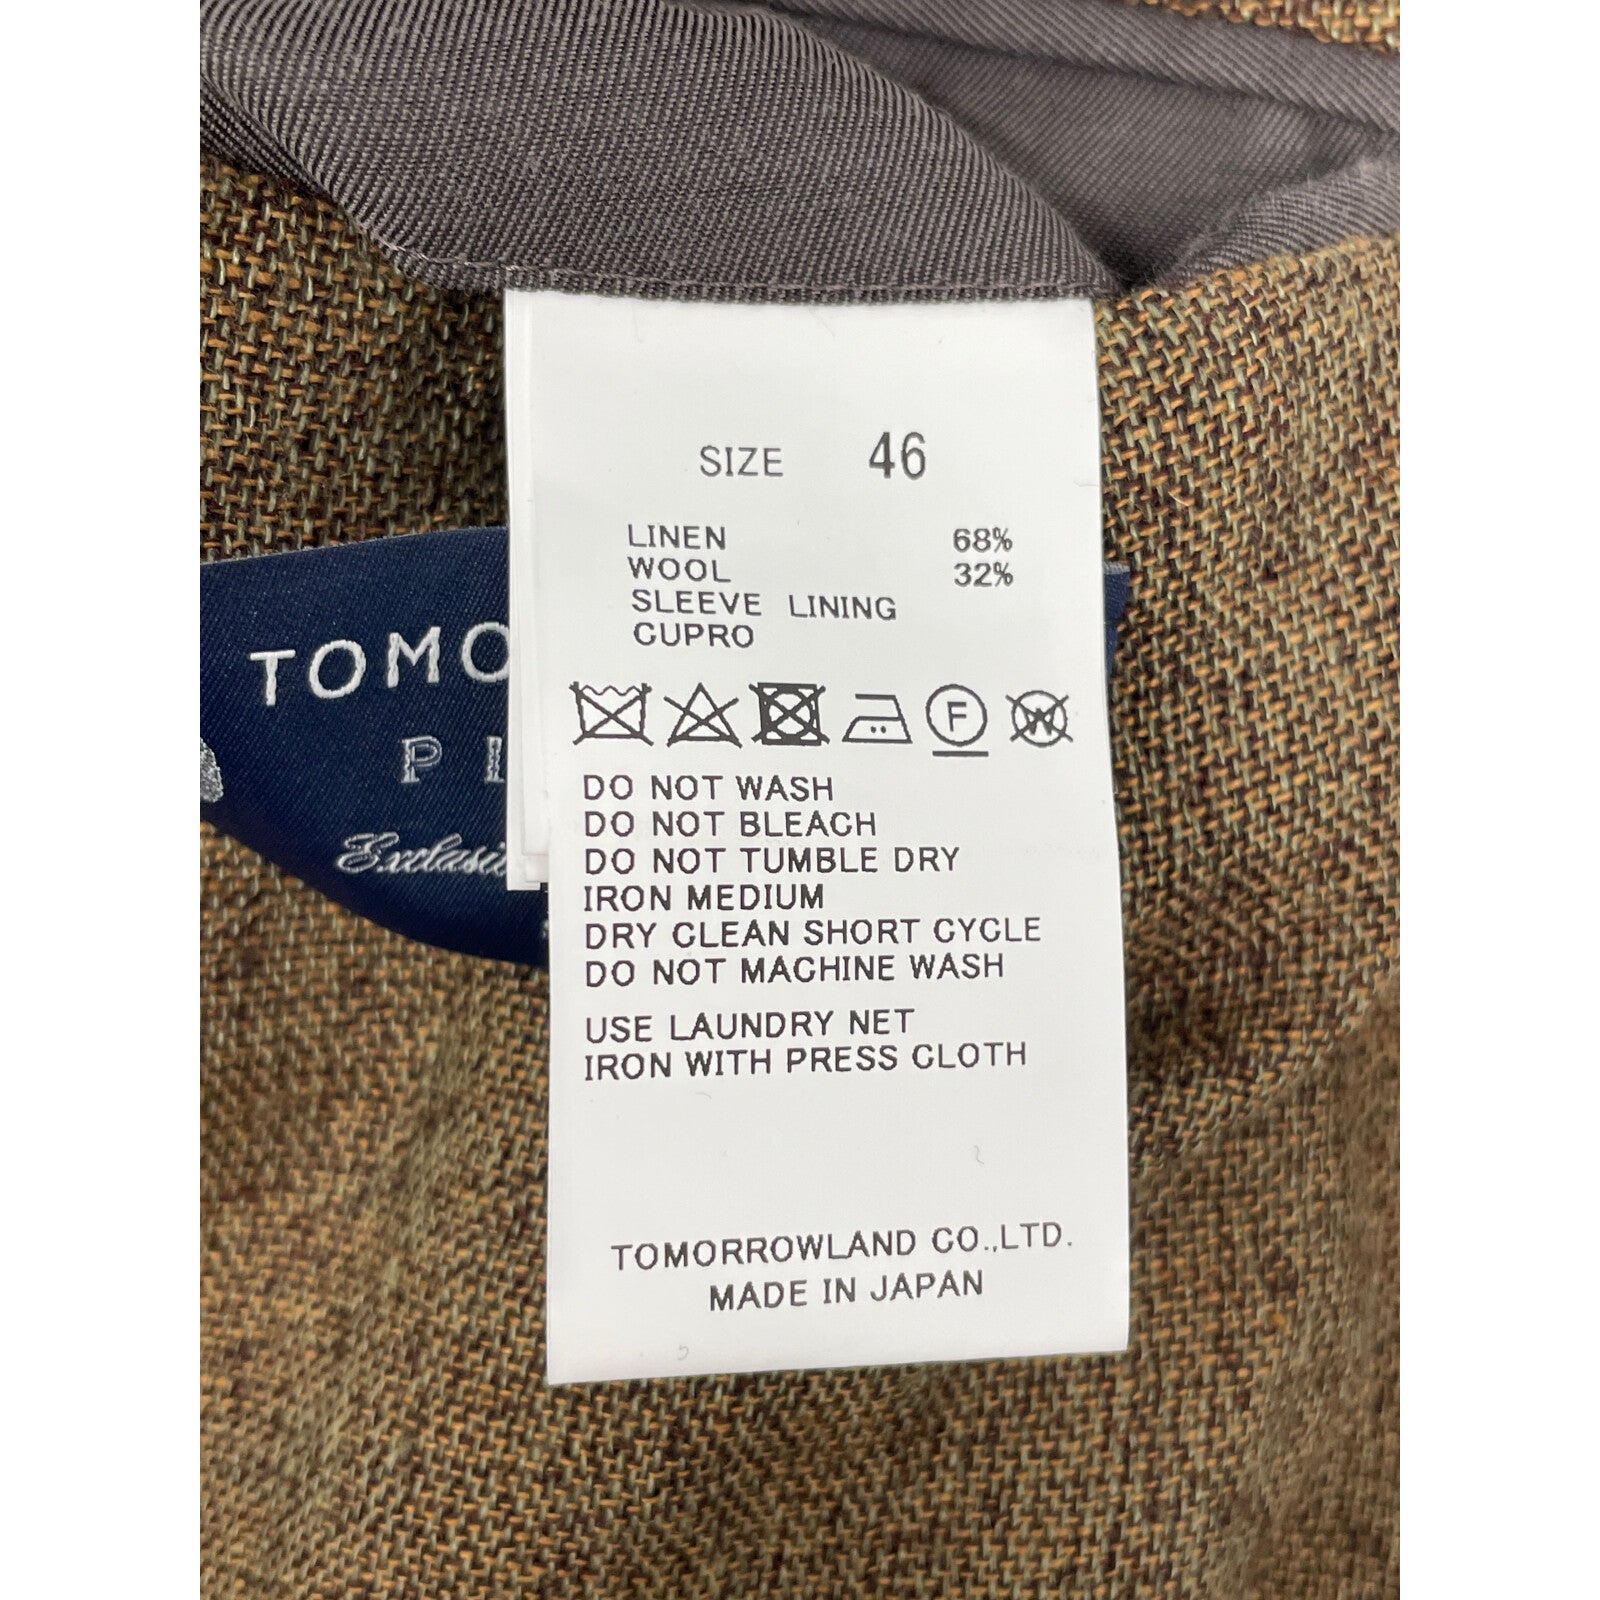 SIZE 46
LINEN 68%
WOOL 32%
SLEEVE LINING
CUPRO
F W
DO NOT WASH
DO NOT BLEACH
DO NOT TUMBLE DRY
IRON MEDIUM
DRY CLEAN SHORT CYCLE
DO NOT MACHINE WASH
USE LAUNDRY NET
IRON WITH PRESS CLOTH
TOMORROWLAND CO.,LTD.
MADE IN JAPAN
TOMO
PI
Exclusi